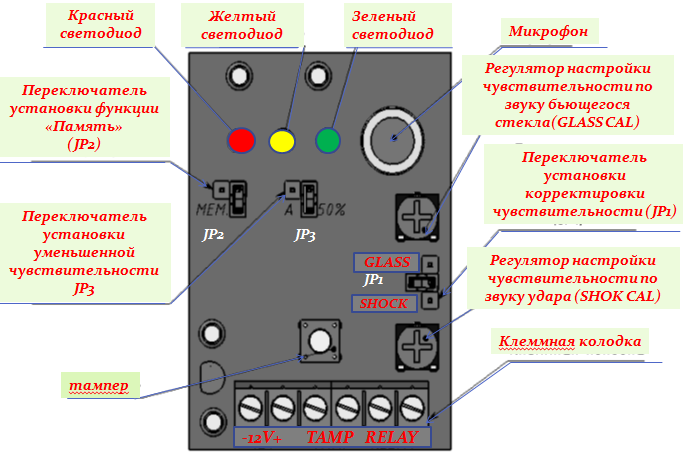 Красный
светодиод
Желтый
светодиод
Зеленый
светодиод
Микрофон
Переключатель
установки функции
«Память»
(JP2)
Регулятор настройки
чувствительности по
звуку бьющегося
стекла(GLASS CAL)
Переключатель
установки
корректировки
чувствительности (JP1)
MEM.
A
50%
JP2
JP3
Переключатель
установки
уменьшенной
чувствительности
JP3
GLASS
JP1
SHOCK
Регулятор настройки
чувствительности по
звуку удара (SHOK CAL)
Клеммная колодка
тампер
-12V+ TAMP RELAY